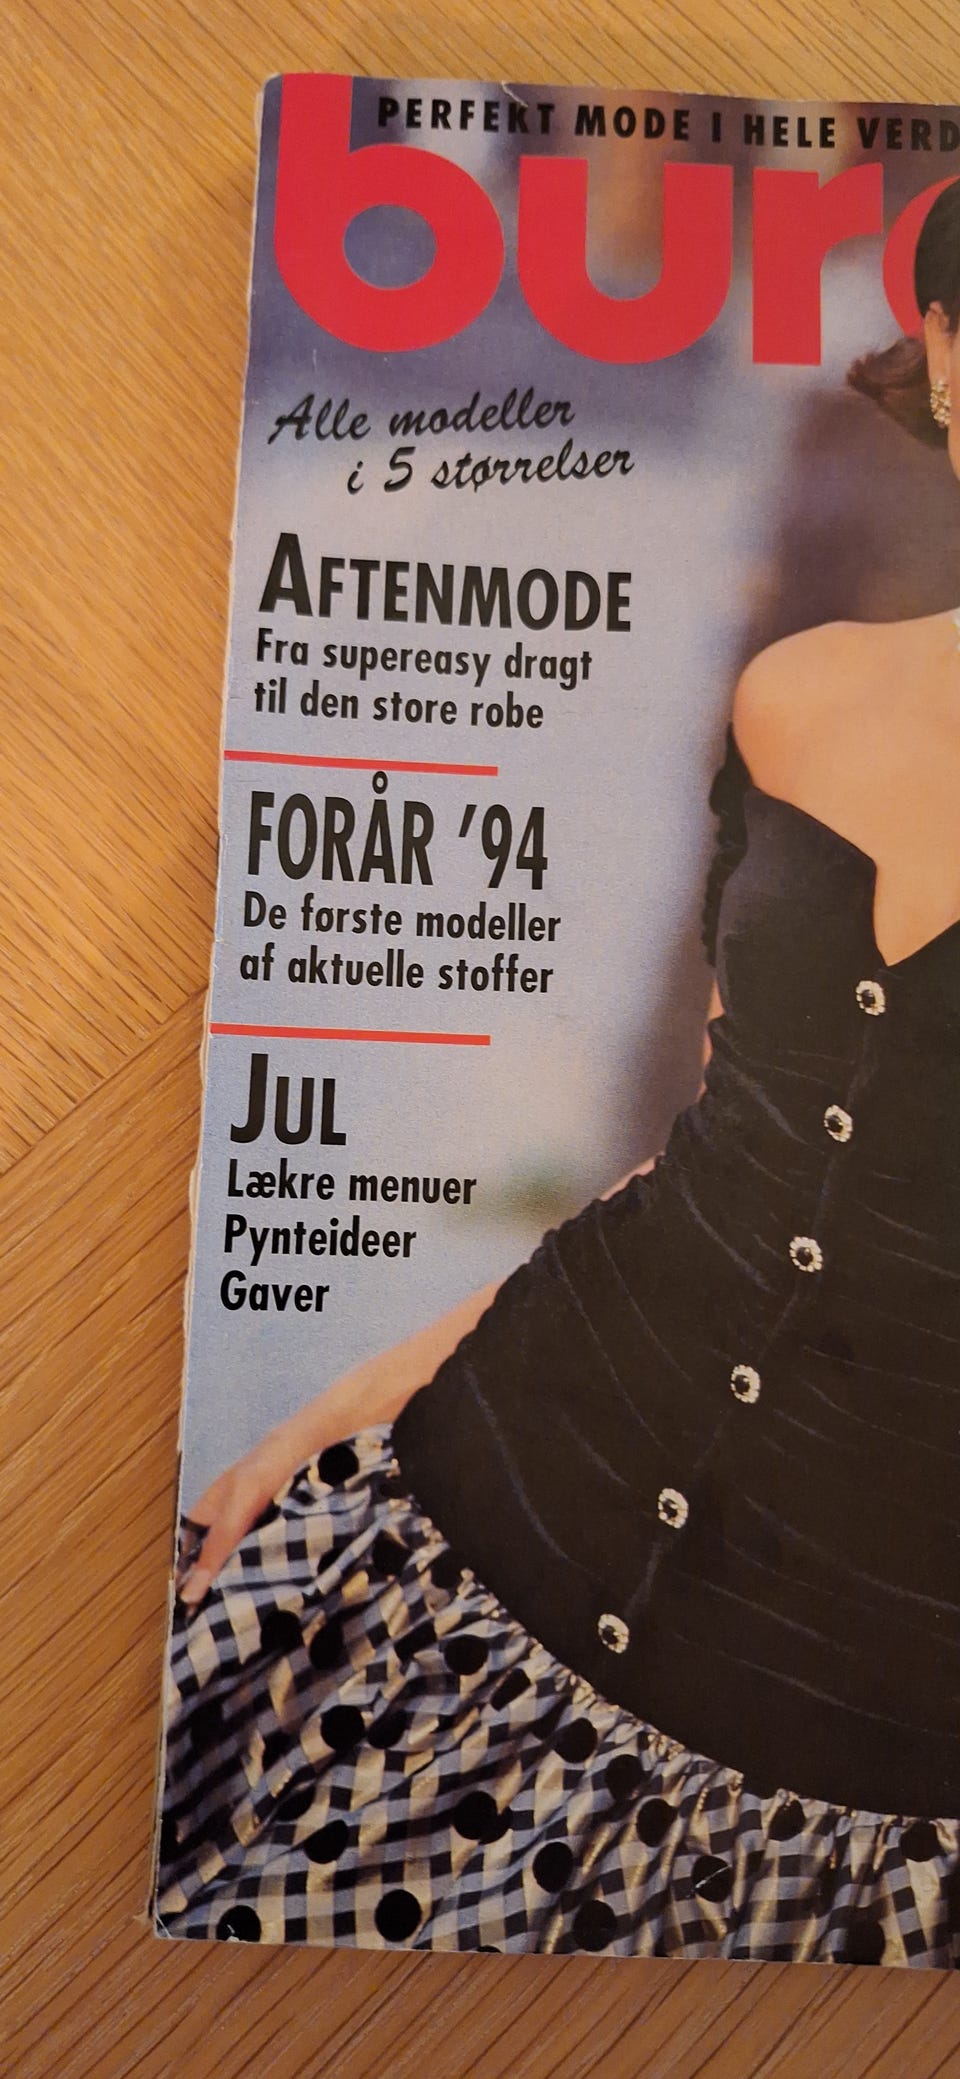 PERFEKT MODE I HELE VERD
bur
Alle modeller
i 5 størrelser
AFTENMODE
Fra supereasy dragt
til den store robe
FORÅR '94
De første modeller
af aktuelle stoffer
JUL
Lækre menuer
Pynteideer
Gaver